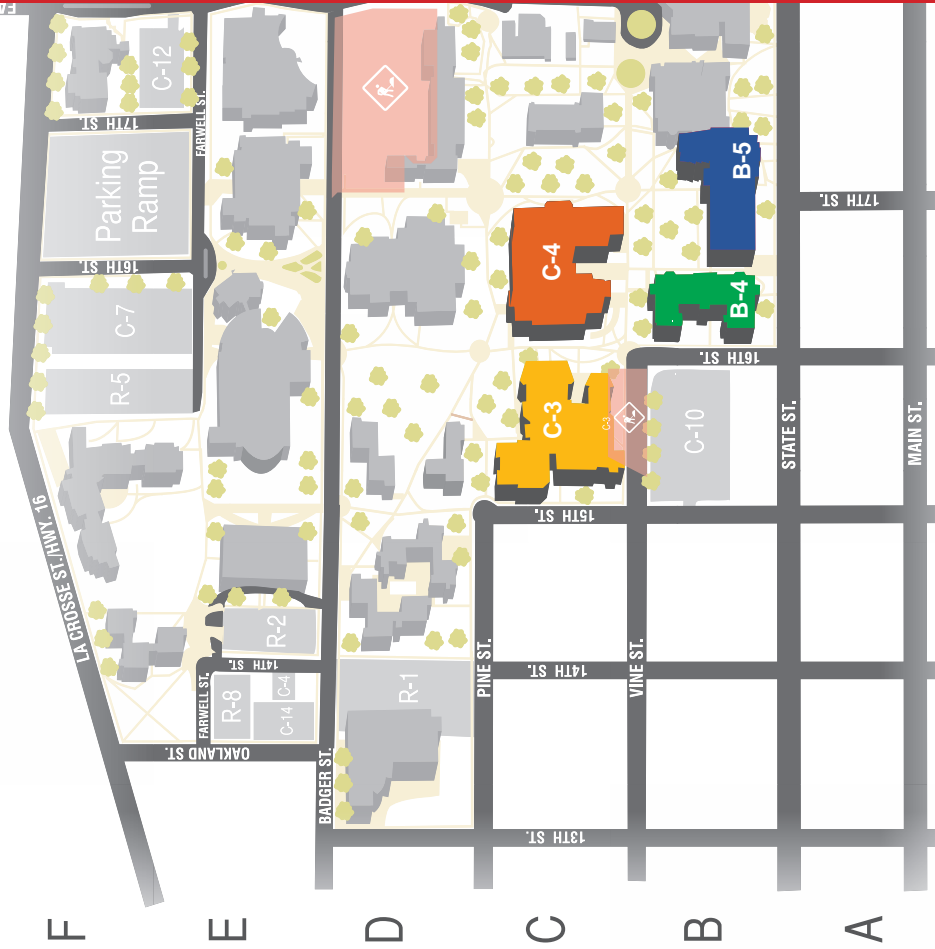 C-12
17TH ST.
FARWELL ST.
Parking
Ramp
16TH ST.
C-7
R-5
LA CROSSE ST./HWY. 16
R-2
14TH ST.
FARWELL ST.
R-8
C-4
C-14
OAKLAND ST.
BADGER ST.
R-1
C-4
C-3
C-3
B-5
B-4
17TH ST.
16TH ST.
C-10
STATE ST.
MAIN ST.
15TH ST.
PINE ST.
14TH ST.
VINE ST.
13TH ST.
F
E
D
C
B
A